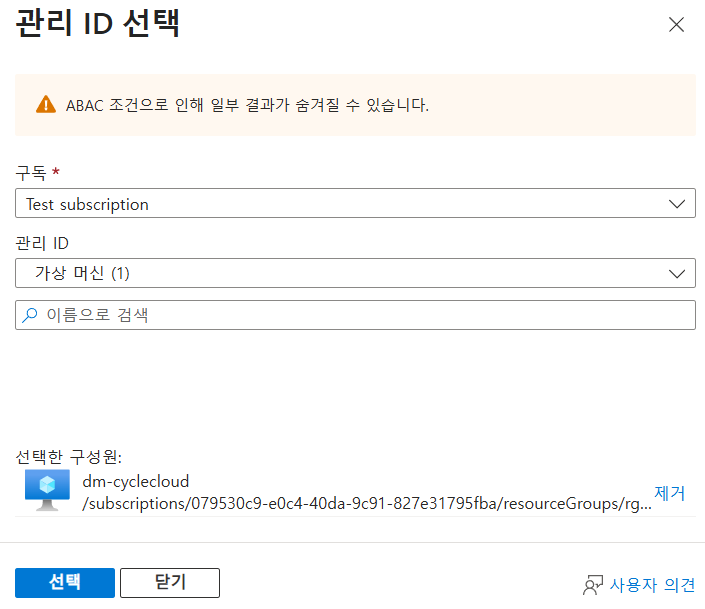 관리 ID 선택
ABAC 조건으로 인해 일부 결과가 숨겨질 수 있습니다.
구독 *
Test subscription
관리 ID
가상 머신 (1)
이름으로 검색
선택한 구성원:
dm-cyclecloud
/subscriptions/079530c9-e0c4-40da-9c91-827e31795fba/resourceGroups/rg...
제거
선택
닫기
사용자 의견